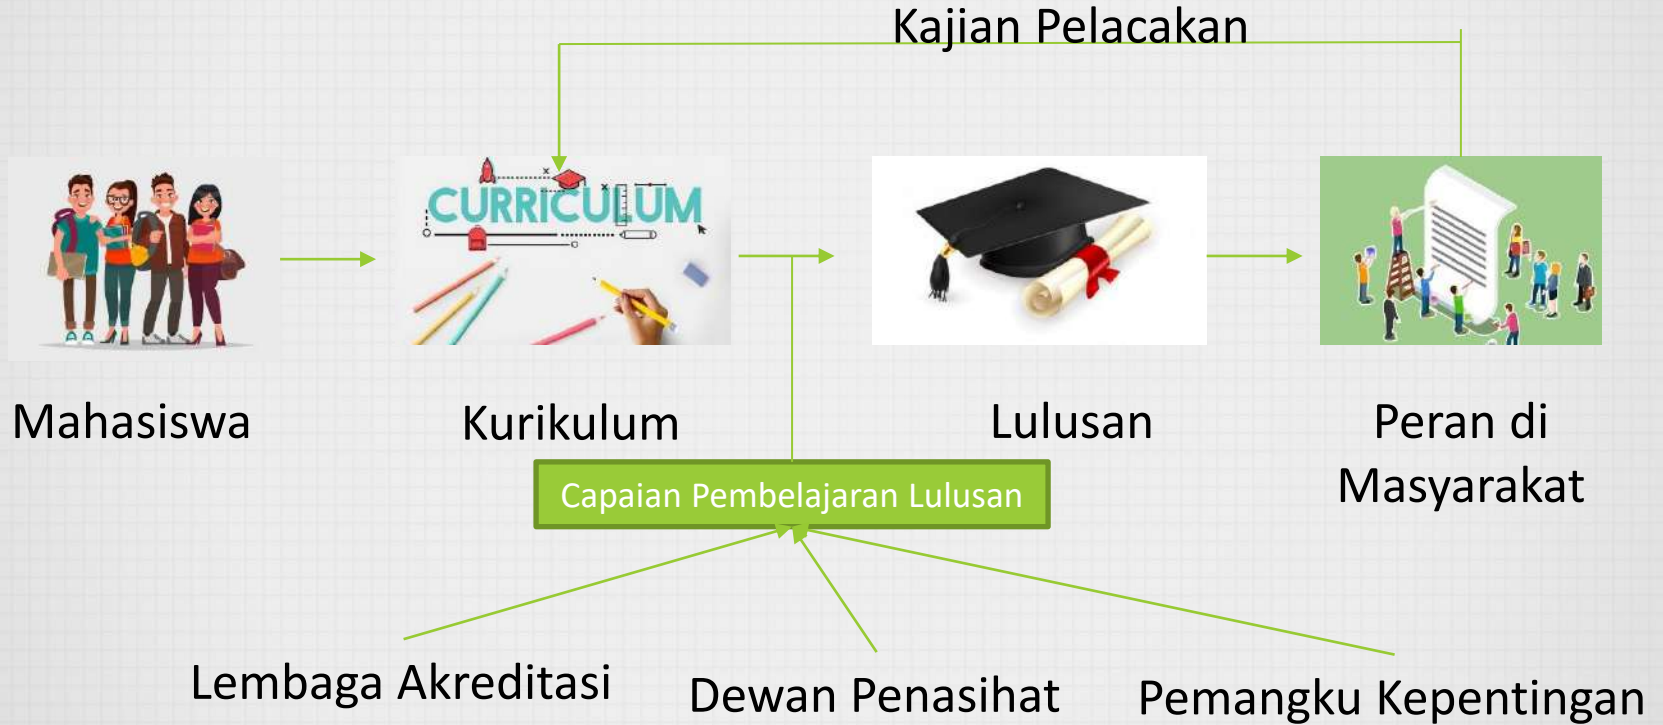 Kajian Pelacakan
CURRICULUM
Mahasiswa
Kurikulum
Lulusan
Peran di
Masyarakat
Capaian Pembelajaran Lulusan
Lembaga Akreditasi
Dewan Penasihat
Pemangku Kepentingan